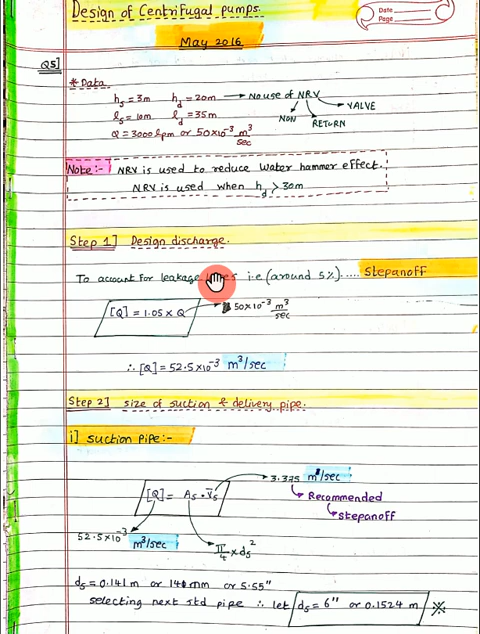 Design of Centrifugal pumps.
Date
Page
May 2016
Q5]
* Data
hs = 3m hd = 20m → No use of NRV
VALVE
NON RETURN
ls = 10m ld = 35m
Q = 3000 lpm or 50×10⁻³ m³/sec
Note:- NRV is used to reduce water hammer effect.
NRV is used when hd > 30m
Step 1] Design discharge.
To account for leakage i.e (around 5%)..... Stepanoff
[Q] = 1.05 × Q → 50×10⁻³ m³/sec
∴ [Q] = 52.5×10⁻³ m³/sec
Step 2] size of suction & delivery pipe.
i] suction pipe:-
3.375 m³/sec
[Q] = As · Vs
Recommended
stepanoff
52.5×10⁻³ m³/sec
π/4 × ds²
ds = 0.141 m or 141 mm or 5.55"
selecting next std pipe ∴ let ds = 6" or 0.1524 m ※